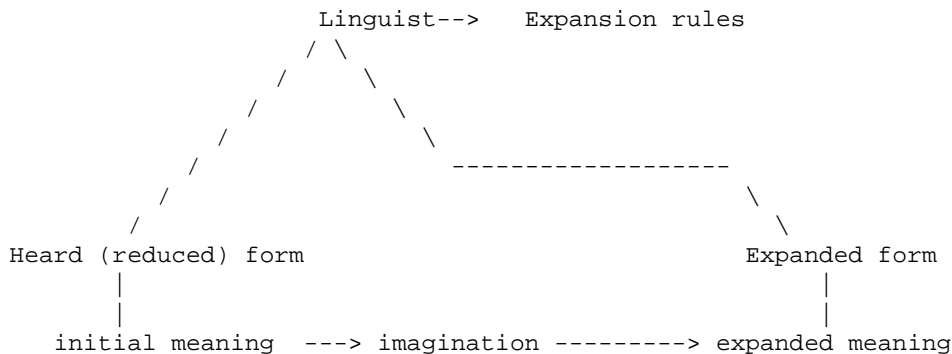 Linguist--> Expansion rules
Heard (reduced) form Expanded form
initial meaning ---> imagination ---------> expanded meaning